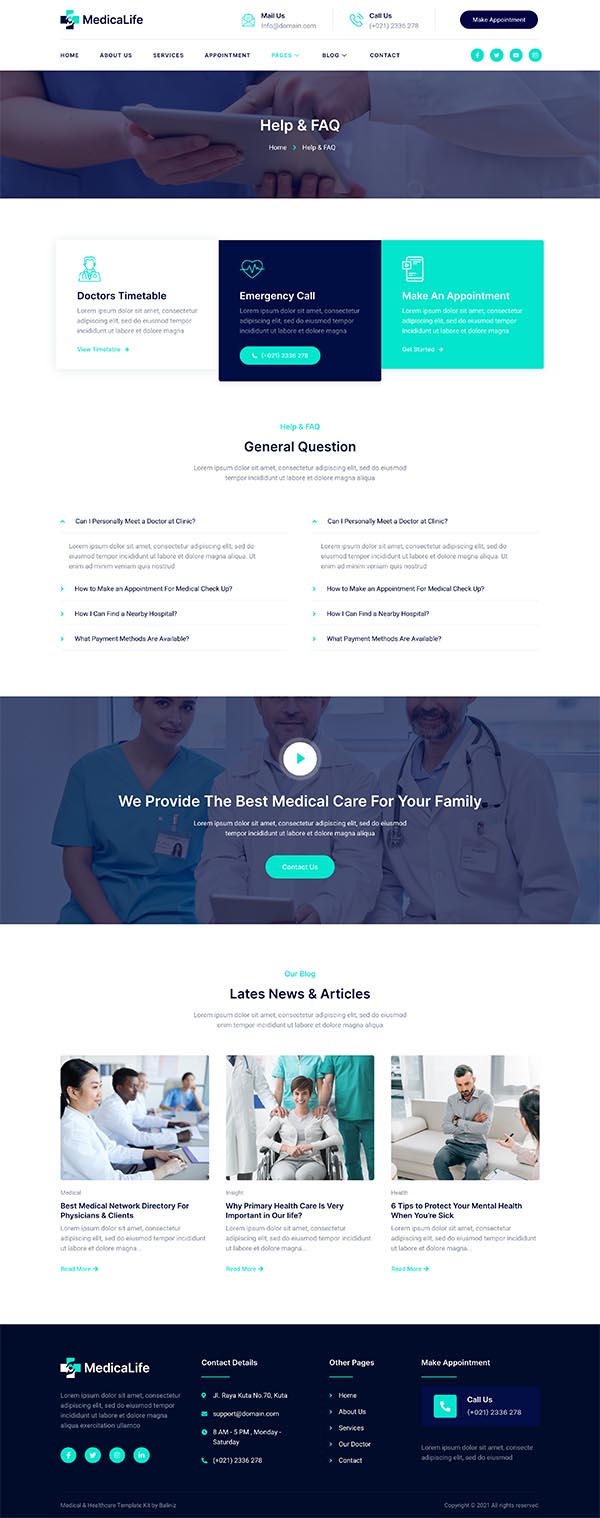 MedicaLife
Mail Us
Info@domain.com
Call Us
(+021) 2336 278
Make Appointment
HOME
ABOUT US
SERVICES
APPOINTMENT
PAGES
BLOG
CONTACT
Help & FAQ
Home
Help & FAQ
Doctors Timetable
Lorem ipsum dolor sit amet, consectetur
adipiscing elit, sed do eiusmod tempor
incididunt ut labore et dolore magna
View Timetable
Emergency Call
Lorem ipsum dolor sit amet, consectetur
adipiscing elit, sed do eiusmod tempor
incididunt ut labore et dolore magna
(+021) 2336 278
Make An Appointment
Lorem ipsum dolor sit amet, consectetur
adipiscing elit, sed do eiusmod tempor
incididunt ut labore et dolore magna
Get Started
Help & FAQ
General Question
Lorem ipsum dolor sit amet, consectetur adipiscing elit, sed do eiusmod
tempor incididunt ut labore et dolore magna aliqua
Can I Personally Meet a Doctor at Clinic?
Lorem ipsum dolor sit amet, consectetur adipiscing elit, sed do
eiusmod tempor incididunt ut labore et dolore magna aliqua. Ut
enim ad minim veniam quis nostrud
How to Make an Appointment For Medical Check Up?
How I Can Find a Nearby Hospital?
What Payment Methods Are Available?
Can I Personally Meet a Doctor at Clinic?
Lorem ipsum dolor sit amet, consectetur adipiscing elit, sed do
eiusmod tempor incididunt ut labore et dolore magna aliqua. Ut
enim ad minim veniam quis nostrud
How to Make an Appointment For Medical Check Up?
How I Can Find a Nearby Hospital?
What Payment Methods Are Available?
We Provide The Best Medical Care For Your Family
Lorem ipsum dolor sit amet, consectetur adipiscing elit, sed do eiusmod
tempor incididunt ut labore et dolore magna aliqua
Contact Us
Our Blog
Lates News & Articles
Lorem ipsum dolor sit amet, consectetur adipiscing elit, sed do eiusmod
enim tempor incididunt ut labore et dolore magna aliqua
Medical
Best Medical Network Directory For
Physicians & Clients
Lorem ipsum dolor sit amet, consectetur
adipiscing elit, sed do tempor incididunt
ut labore et dolore magna...
Read More
Insight
Why Primary Health Care Is Very
Important in Our life?
Lorem ipsum dolor sit amet, consectetur
adipiscing elit, sed do tempor incididunt
ut labore et dolore magna...
Read More
Health
6 Tips to Protect Your Mental Health
When You're Sick
Lorem ipsum dolor sit amet, consectetur
adipiscing elit, sed do tempor incididunt
ut labore et dolore magna...
Read More
MedicaLife
Lorem ipsum dolor sit amet, consectetur
adipiscing elit, sed do eiusmod tempor
incididunt ut labore et dolore magna
aliqua exercitation ullamco
Contact Details
Jl. Raya Kuta No.70, Kuta
support@domain.com
8 AM - 5 PM , Monday -
Saturday
(+021) 2336 278
Other Pages
Home
About Us
Services
Our Doctor
Contact
Make Appointment
Call Us
(+021) 2336 278
Lorem ipsum dolor sit amet, consecte
adipiscing elit, sed do eiusmod
Medical & Healthcare Template Kit by Baliniz
Copyright © 2021 All rights reserved.